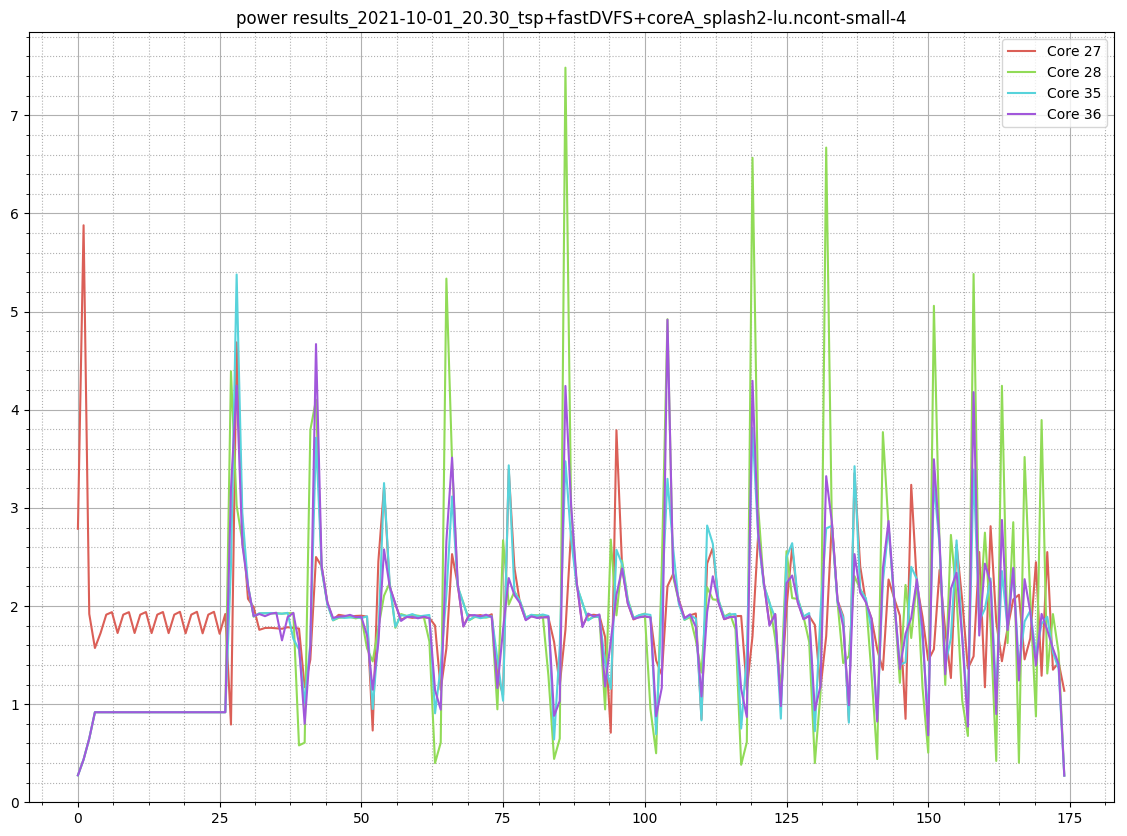 power results_2021-10-01_20.30_tsp+fastDVFS+coreA_splash2-lu.ncont-small-4
Core 27
Core 28
Core 35
Core 36
7
6
5
4
3
2
1
0
0 25 50 75 100 125 150 175